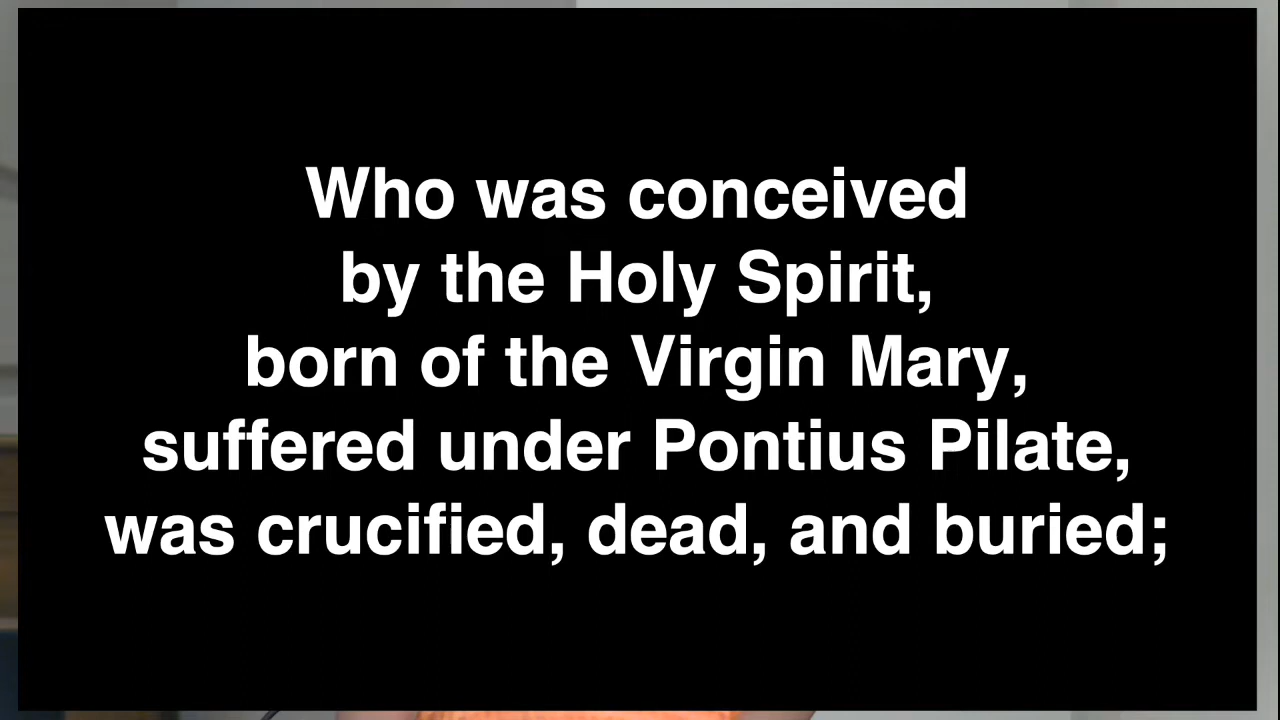 Who was conceived
by the Holy Spirit,
born of the Virgin Mary,
suffered under Pontius Pilate,
was crucified, dead, and buried;